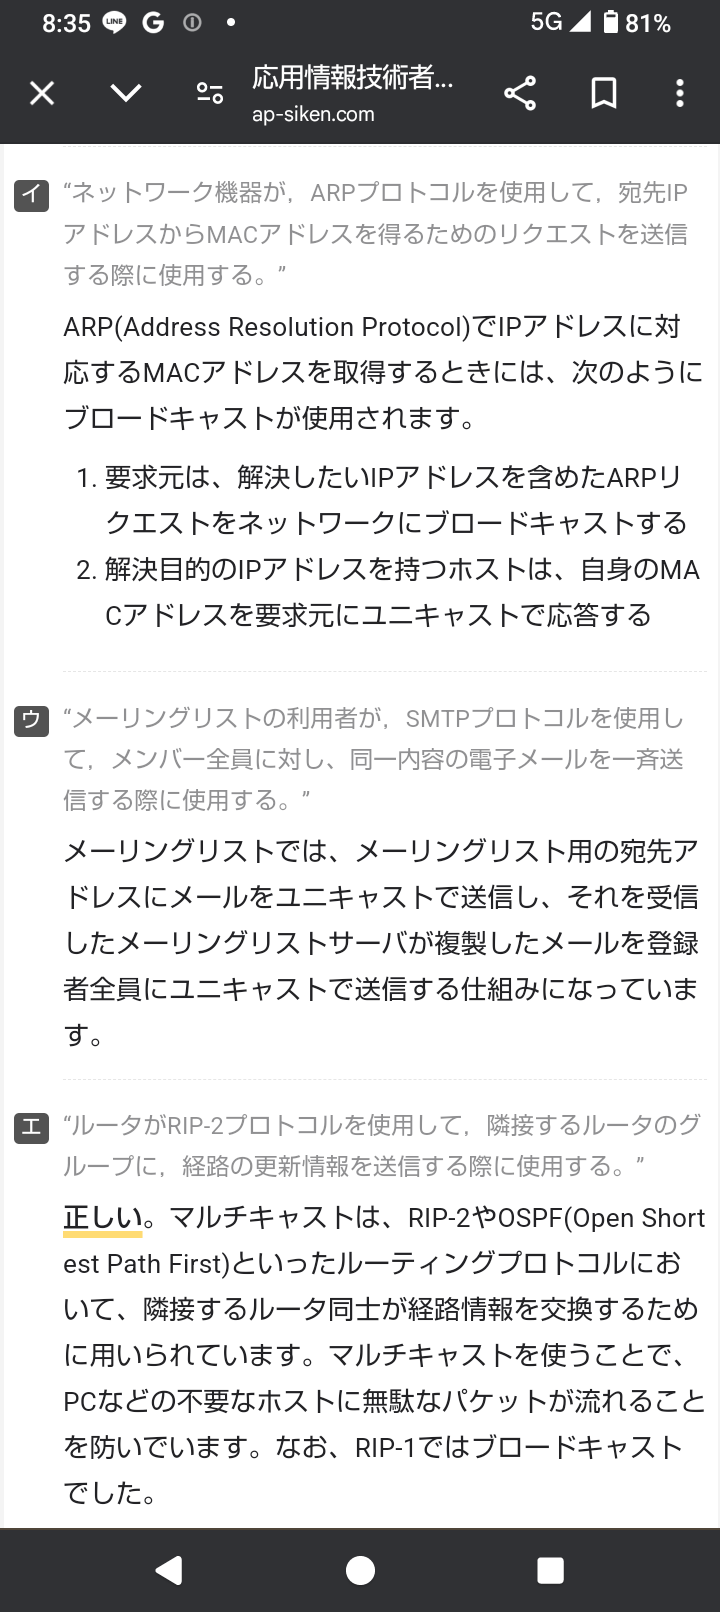 8:35 LINE G 5G 81%
応用情報技術者...
ap-siken.com
イ “ネットワーク機器が，ARPプロトコルを使用して，宛先IP
アドレスからMACアドレスを得るためのリクエストを送信
する際に使用する。”
ARP(Address Resolution Protocol)でIPアドレスに対
応するMACアドレスを取得するときには、次のように
ブロードキャストが使用されます。
1. 要求元は、解決したいIPアドレスを含めたARPリ
クエストをネットワークにブロードキャストする
2. 解決目的のIPアドレスを持つホストは、自身のMA
Cアドレスを要求元にユニキャストで応答する
ウ “メーリングリストの利用者が，SMTPプロトコルを使用し
て，メンバー全員に対し、同一内容の電子メールを一斉送
信する際に使用する。”
メーリングリストでは、メーリングリスト用の宛先ア
ドレスにメールをユニキャストで送信し、それを受信
したメーリングリストサーバが複製したメールを登録
者全員にユニキャストで送信する仕組みになっていま
す。
エ “ルータがRIP-2プロトコルを使用して，隣接するルータのグ
ループに，経路の更新情報を送信する際に使用する。”
正しい。マルチキャストは、RIP-2やOSPF(Open Short
est Path First)といったルーティングプロトコルにお
いて、隣接するルータ同士が経路情報を交換するため
に用いられています。マルチキャストを使うことで、
PCなどの不要なホストに無駄なパケットが流れること
を防いでいます。なお、RIP-1ではブロードキャスト
でした。